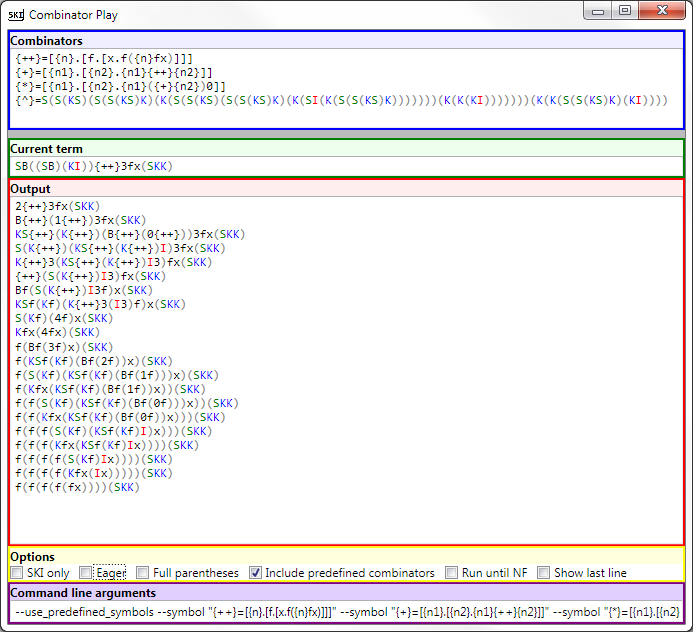 SKI Combinator Play
Combinators
{++}=[{n}.[f.[x.f({n}fx)]]]
{+}=[{n1}.[{n2}.{n1}{++}{n2}]]
{*}=[{n1}.[{n2}.{n1}({+}{n2})0]]
{^}=S(S(KS)(S(S(KS)K)(K(S(S(KS)(S(S(KS)K)(K(SI(K(S(S(KS)K)))))))(K(K(KI)))))))(K(K(S(S(KS)K)(KI))))
Current term
SB((SB)(KI)){++}3fx(SKK)
Output
2{++}3fx(SKK)
B{++}(1{++})3fx(SKK)
KS{++}(K{++})(B{++}(0{++}))3fx(SKK)
S(K{++})(KS{++}(K{++})I)3fx(SKK)
K{++}3(KS{++}(K{++})I3)fx(SKK)
{++}(S(K{++})I3)fx(SKK)
Bf(S(K{++})I3f)x(SKK)
KSf(Kf)(K{++}3(I3)f)x(SKK)
S(Kf)(4f)x(SKK)
Kfx(4fx)(SKK)
f(Bf(3f)x)(SKK)
f(KSf(Kf)(Bf(2f))x)(SKK)
f(S(Kf)(KSf(Kf)(Bf(1f)))x)(SKK)
f(Kfx(KSf(Kf)(Bf(1f))x))(SKK)
f(f(S(Kf)(KSf(Kf)(Bf(0f)))x))(SKK)
f(f(Kfx(KSf(Kf)(Bf(0f))x)))(SKK)
f(f(f(S(Kf)(KSf(Kf)I)x)))(SKK)
f(f(f(Kfx(KSf(Kf)Ix))))(SKK)
f(f(f(f(S(Kf)Ix))))(SKK)
f(f(f(f(Kfx(Ix)))))(SKK)
f(f(f(f(fx))))(SKK)
Options
SKI only Eager Full parentheses Include predefined combinators Run until NF Show last line
Command line arguments
--use_predefined_symbols --symbol "{++}=[{n}.[f.[x.f({n}fx)]]]" --symbol "{+}=[{n1}.[{n2}.{n1}{++}{n2}]]" --symbol "{*}=[{n1}.[{n2}